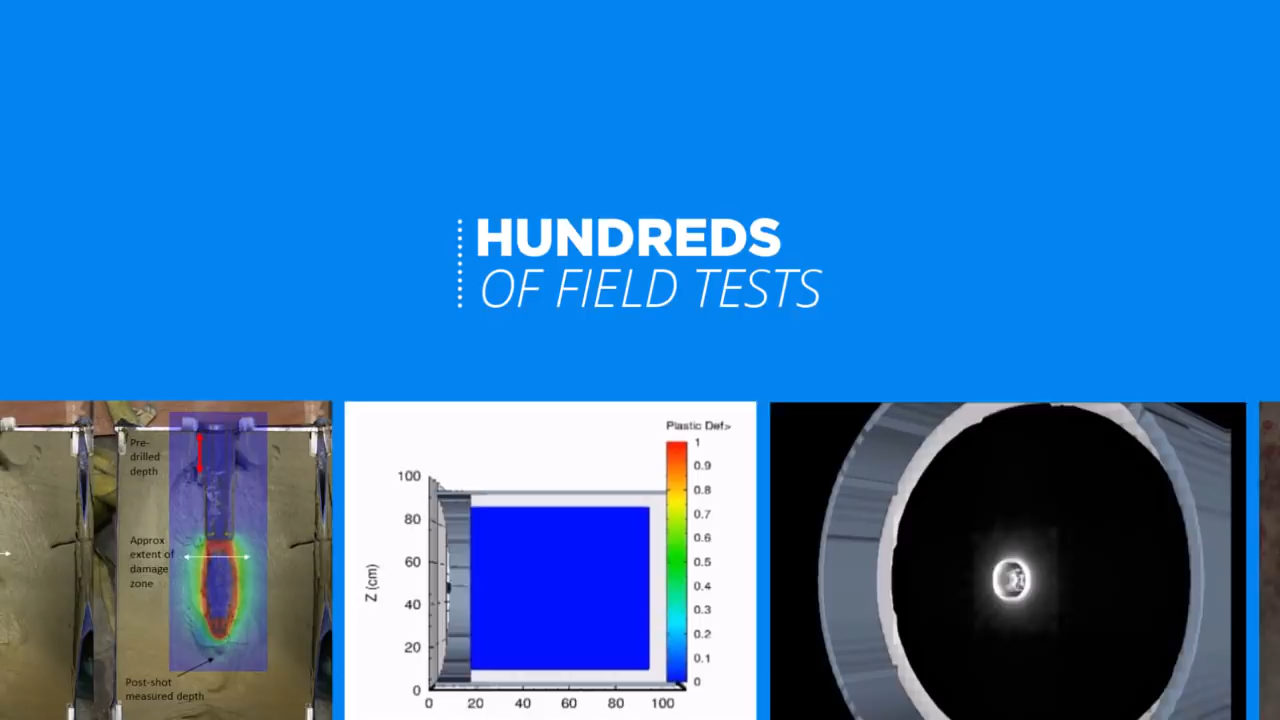 HUNDREDS
OF FIELD TESTS
Pre-
drilled
depth
Approx
extent of
damage
zone
Post-shot
measured depth
Plastic Def>
1
0.9
0.8
0.7
0.6
0.5
0.4
0.3
0.2
0.1
0
Z (cm)
100
80
60
40
20
0
0 20 40 60 80 100